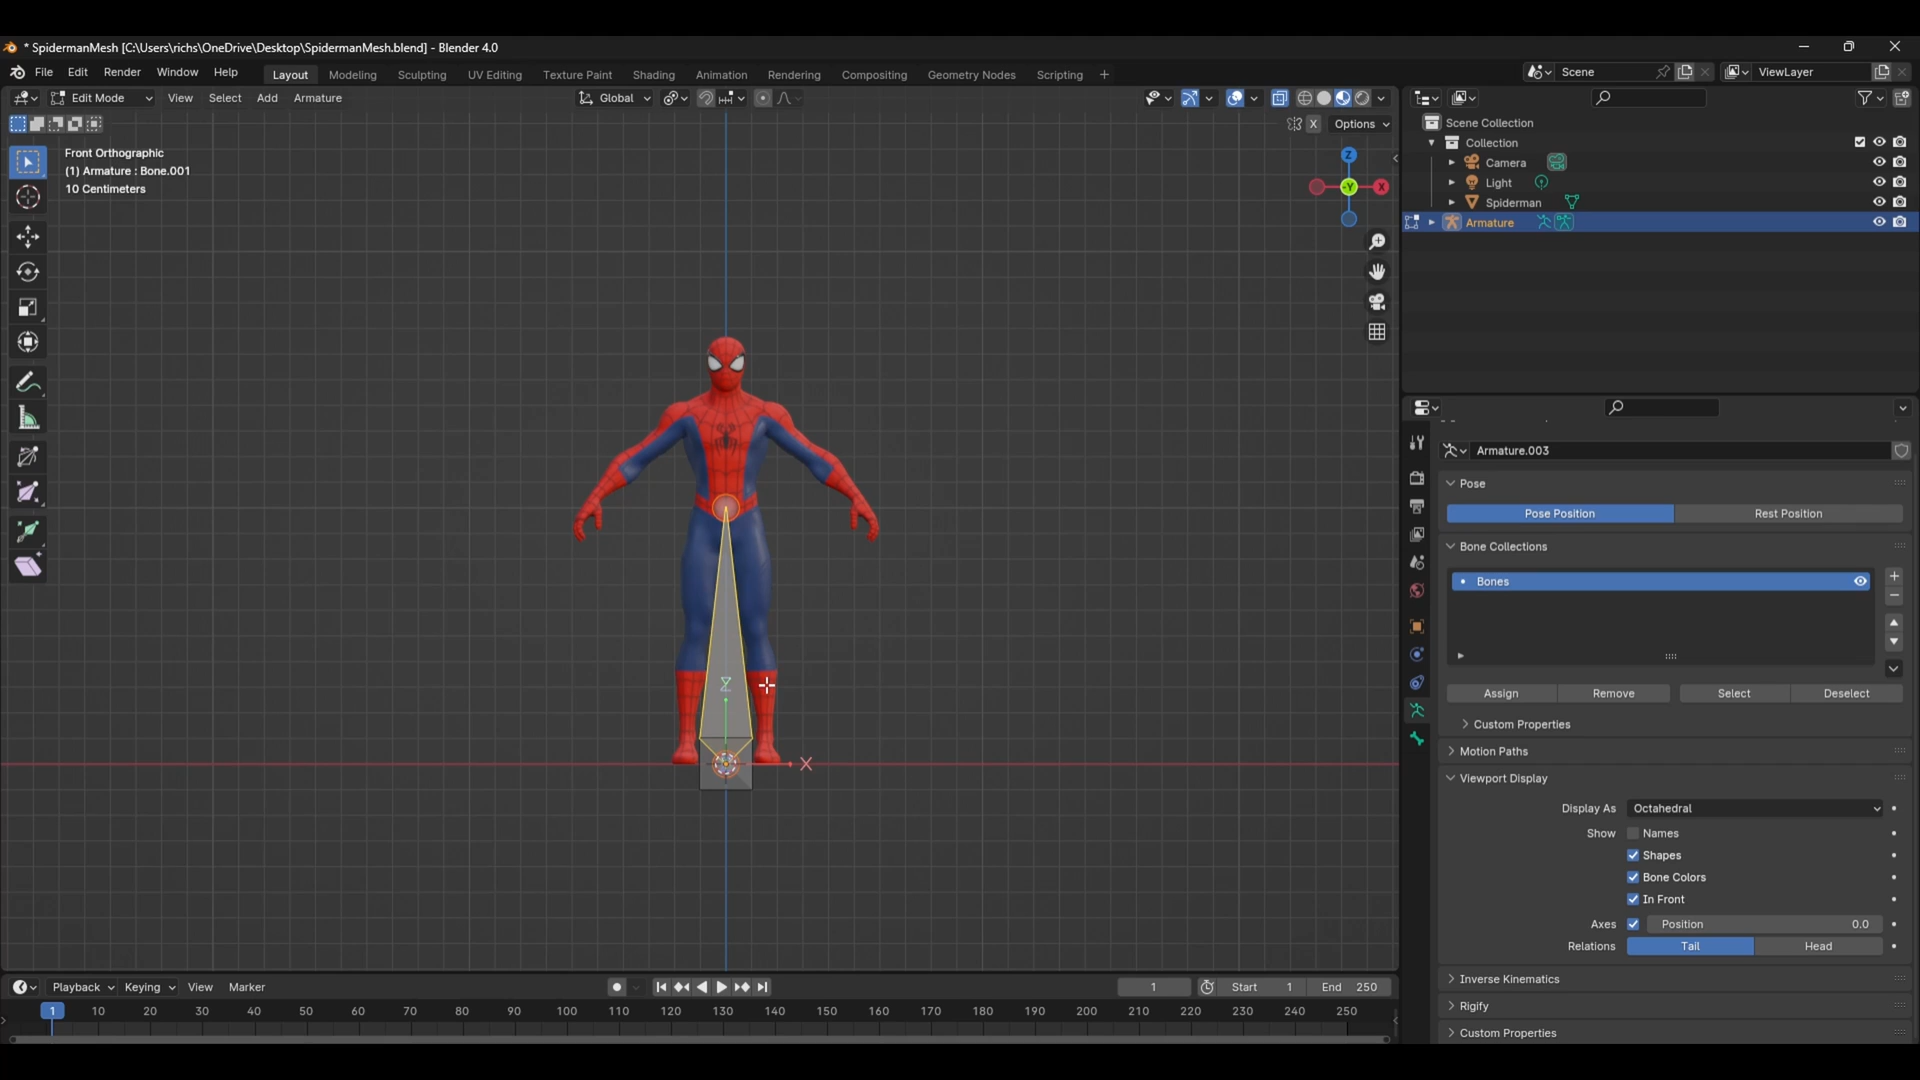 * SpidermanMesh [C:\Users\richs\OneDrive\Desktop\SpidermanMesh.blend] - Blender 4.0
File Edit Render Window Help Layout Modeling Sculpting UV Editing Texture Paint Shading Animation Rendering Compositing Geometry Nodes Scripting + Scene ViewLayer
Edit Mode View Select Add Armature Global
X Options
Front Orthographic
(1) Armature : Bone.001
10 Centimeters
Z
-Y X
Scene Collection
Collection
Camera
Light
Spiderman
Armature
Armature.003
Pose
Pose Position Rest Position
Bone Collections
Bones
Assign Remove Select Deselect
Custom Properties
Motion Paths
Viewport Display
Display As Octahedral
Show Names
Shapes
Bone Colors
In Front
Axes Position 0.0
Relations Tail Head
Inverse Kinematics
Rigify
Custom Properties
X
Playback Keying View Marker 1 Start 1 End 250
1 10 20 30 40 50 60 70 80 90 100 110 120 130 140 150 160 170 180 190 200 210 220 230 240 250